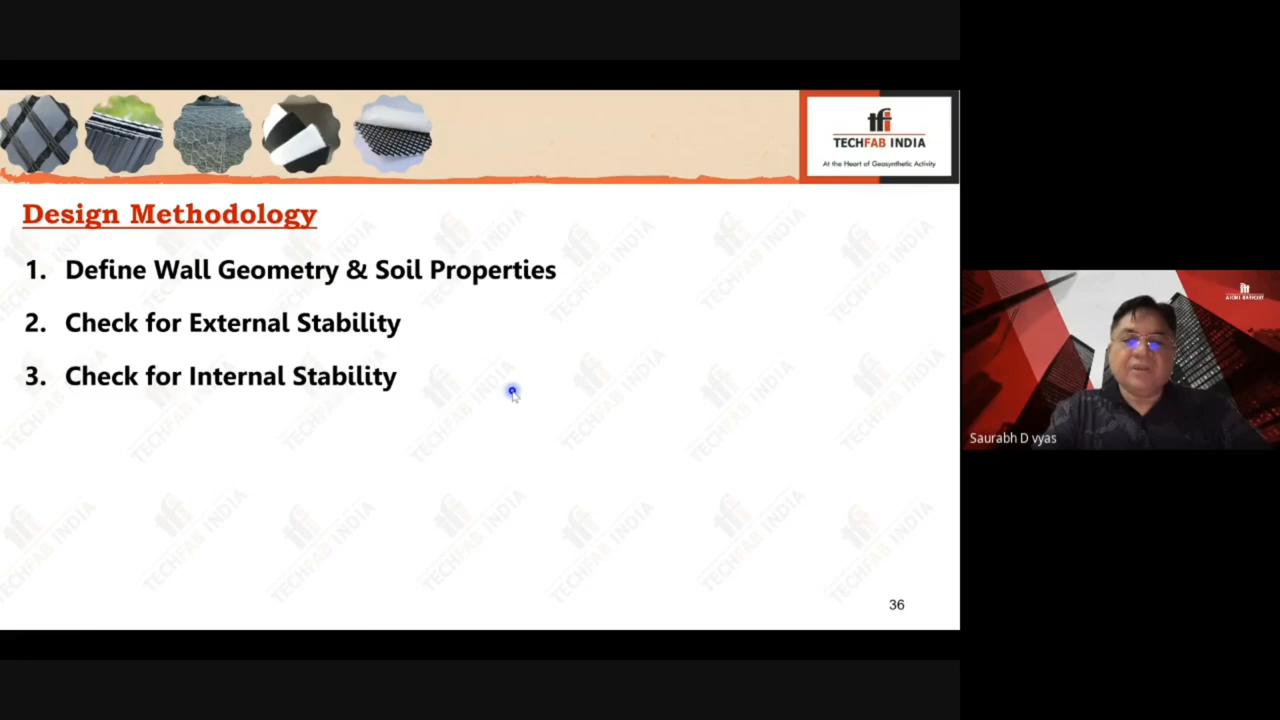 tfi
TECHFAB INDIA
At the Heart of Geosynthetic Activity
Design Methodology
1. Define Wall Geometry & Soil Properties
2. Check for External Stability
3. Check for Internal Stability
36
Saurabh D vyas